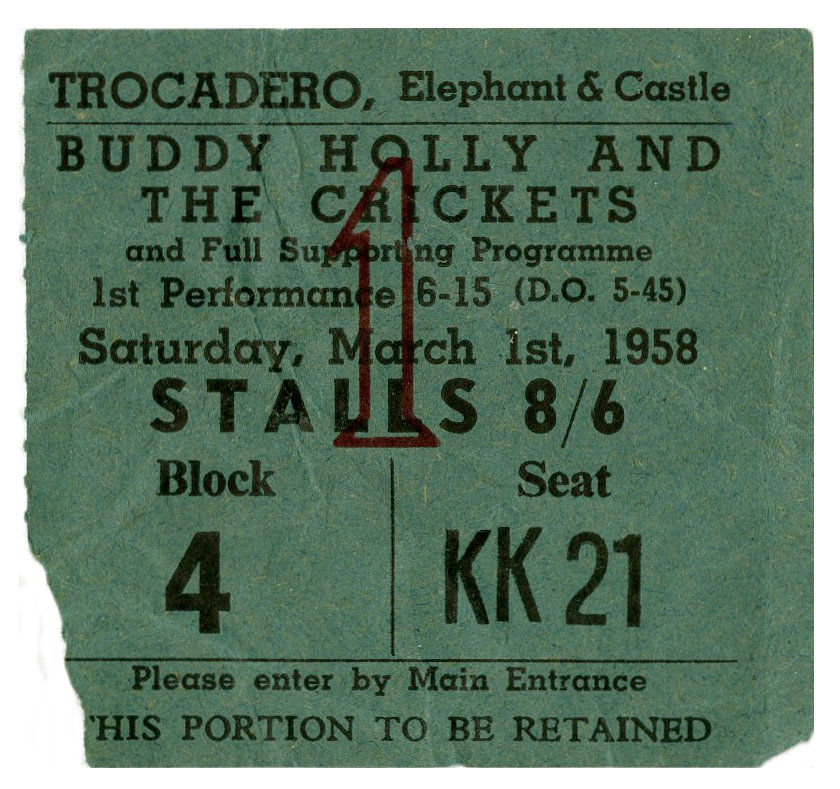 TROCADERO, Elephant & Castle
BUDDY HOLLY AND
THE CRICKETS
and Full Supporting Programme
1st Performance 6-15 (D.O. 5-45)
Saturday, March 1st, 1958
STALLS 8/6
1
Block Seat
4 KK 21
Please enter by Main Entrance
HIS PORTION TO BE RETAINED